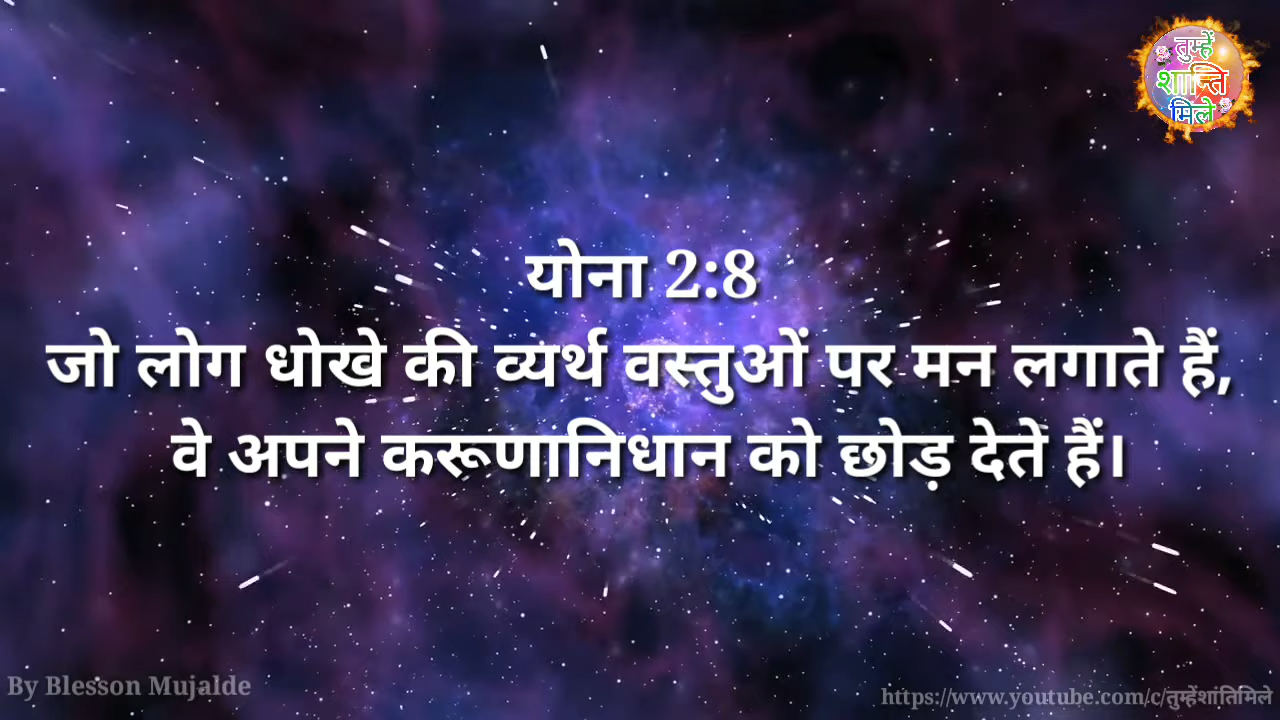 तुम्हें
शान्ति
मिले
योना 2:8
जो लोग धोखे की व्यर्थ वस्तुओं पर मन लगाते हैं,
वे अपने करूणानिधान को छोड़ देते हैं।
By Blesson Mujalde
https://www.youtube.com/c/तुम्हेंशांतिमिले